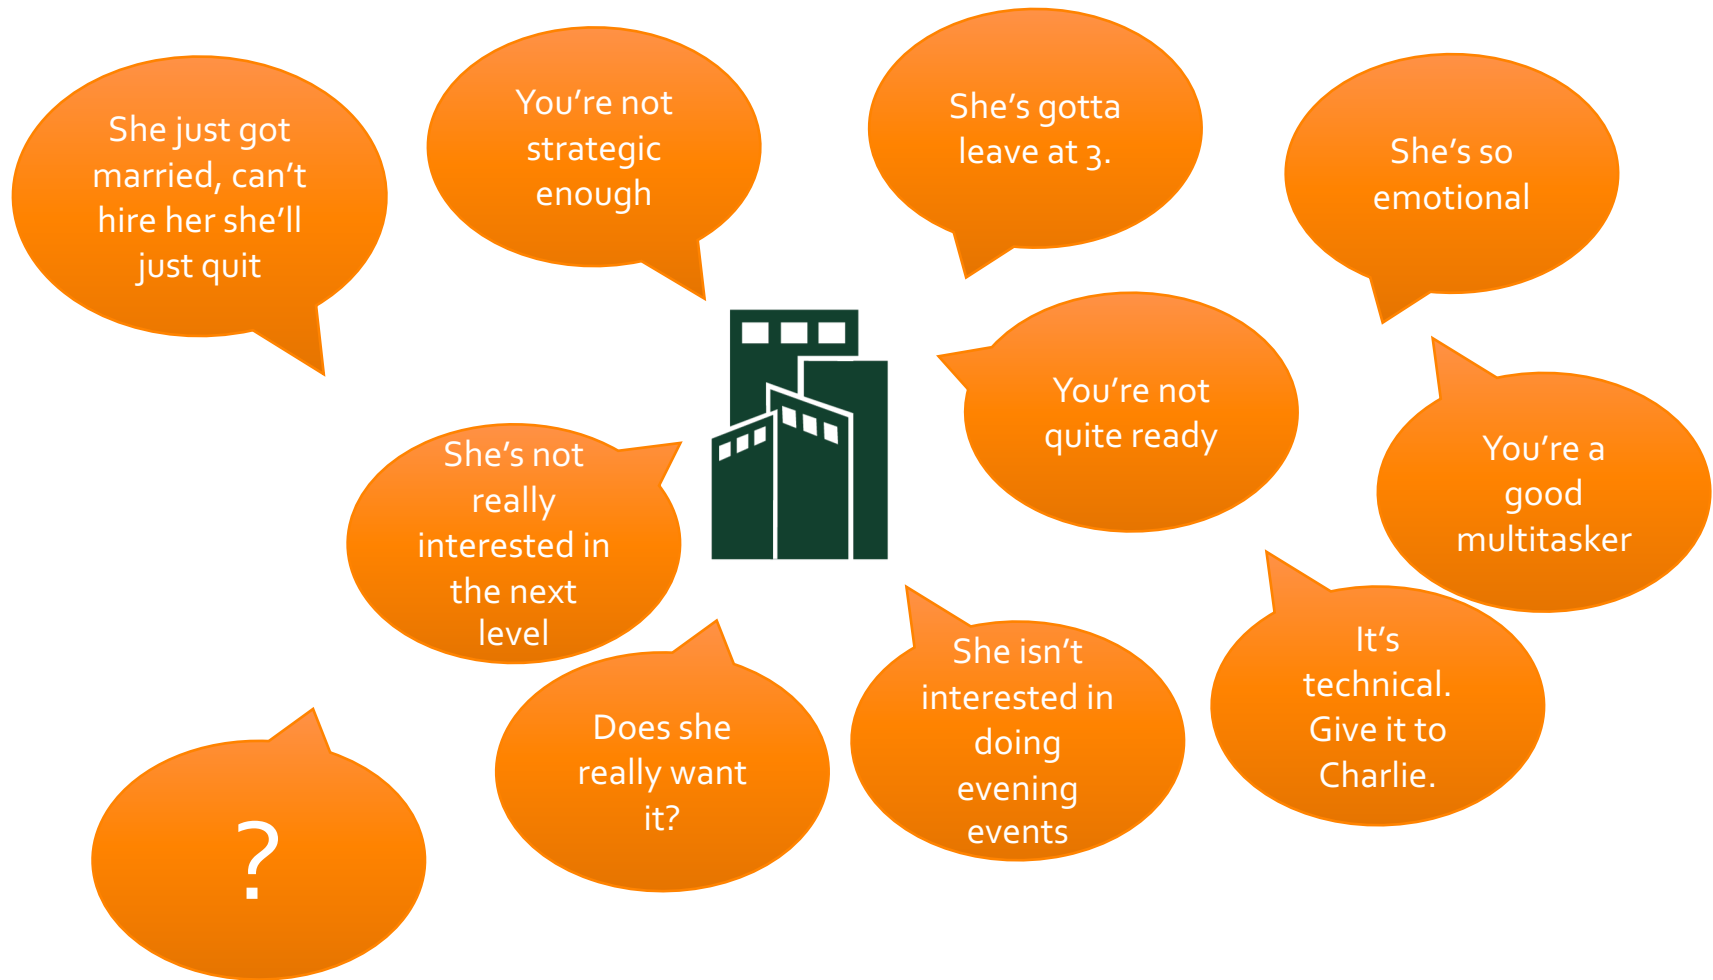 She just got
married, can't
hire her she'll
just quit
You're not
strategic
enough
She's gotta
leave at 3.
She's so
emotional
You're not
quite ready
You're a
good
multitasker
She's not
really
interested in
the next
level
Does she
really want
it?
She isn't
interested in
doing
evening
events
It's
technical.
Give it to
Charlie.
?